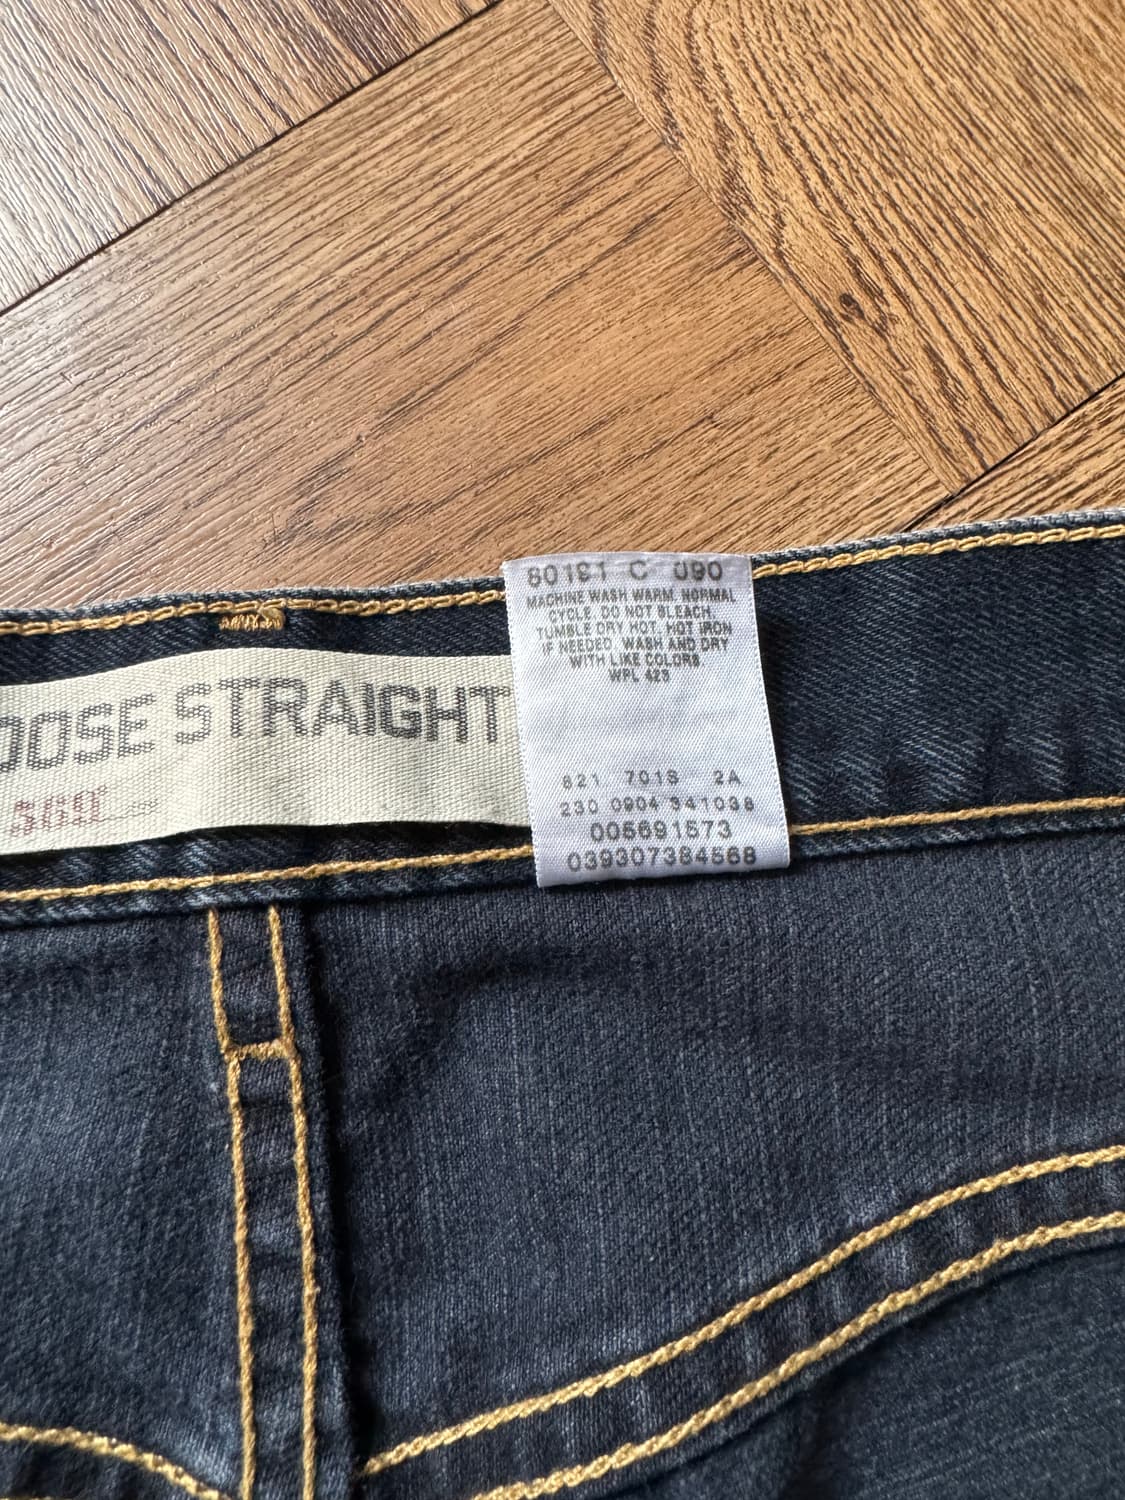 OOSE STRAIGHT
569
80181 C 090
MACHINE WASH WARM, NORMAL
CYCLE. DO NOT BLEACH.
TUMBLE DRY HOT. HOT IRON
IF NEEDED. WASH AND DRY
WITH LIKE COLORS
WPL 423
821 701S 2A
230 0904 341038
005691573
039307384568